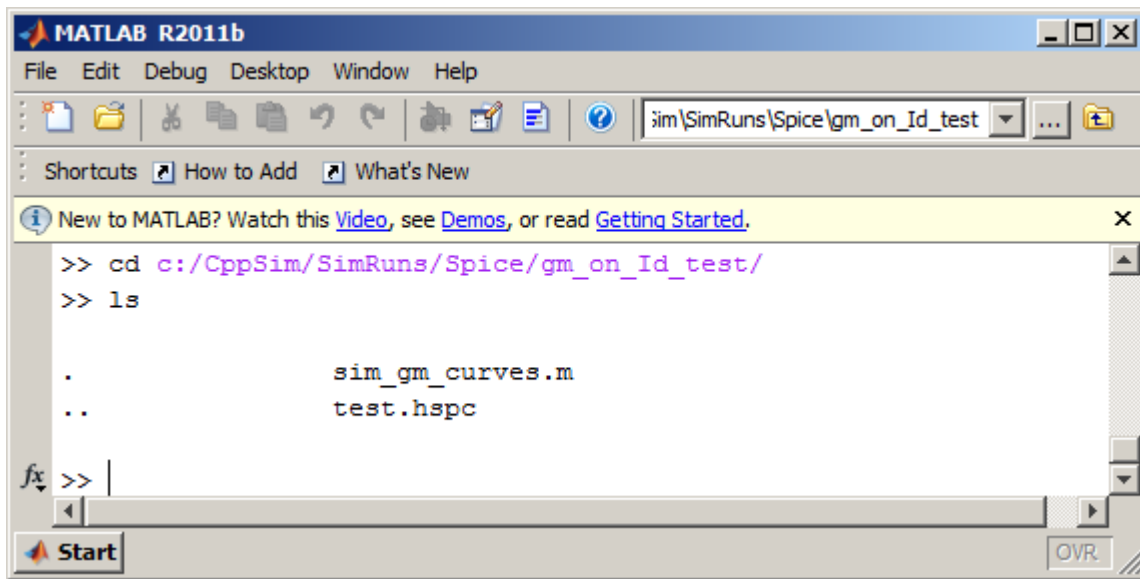 MATLAB R2011b
File Edit Debug Desktop Window Help
Sim\SimRuns\Spice\gm_on_Id_test ...
Shortcuts How to Add What's New
New to MATLAB? Watch this Video, see Demos, or read Getting Started.
>> cd c:/CppSim/SimRuns/Spice/gm_on_Id_test/
>> ls
. sim_gm_curves.m
.. test.hspc
fx >>
Start OVR